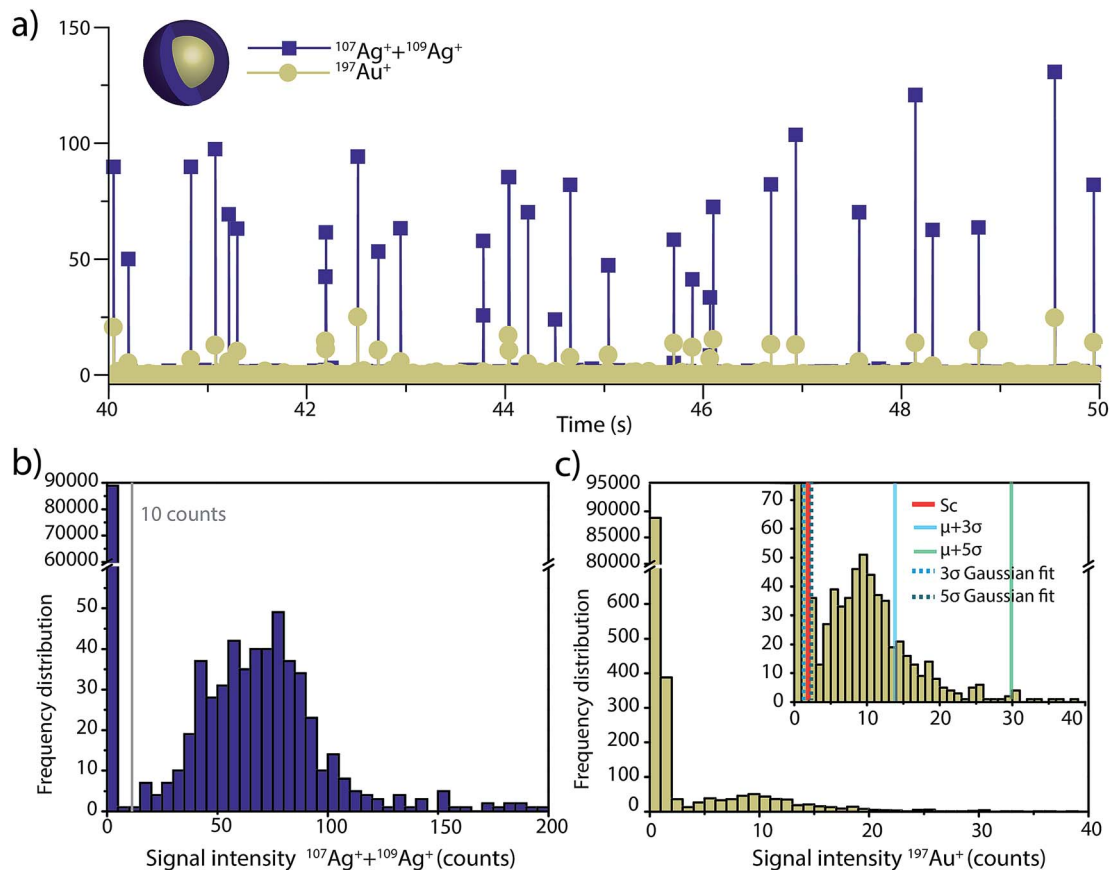 a)
150
100
50
0
¹⁰⁷Ag⁺+¹⁰⁹Ag⁺
¹⁹⁷Au⁺
40 42 44 46 48 50
Time (s)
b)
90000
80000
70000
60000
50
40
30
20
10
0
10 counts
Frequency distribution
0 50 100 150 200
Signal intensity ¹⁰⁷Ag⁺+¹⁰⁹Ag⁺ (counts)
c)
95000
90000
85000
80000
600
500
400
300
200
100
0
Frequency distribution
70
60
50
40
30
20
10
0
Sc
μ+3σ
μ+5σ
3σ Gaussian fit
5σ Gaussian fit
0 10 20 30 40
0 10 20 30 40
Signal intensity ¹⁹⁷Au⁺ (counts)